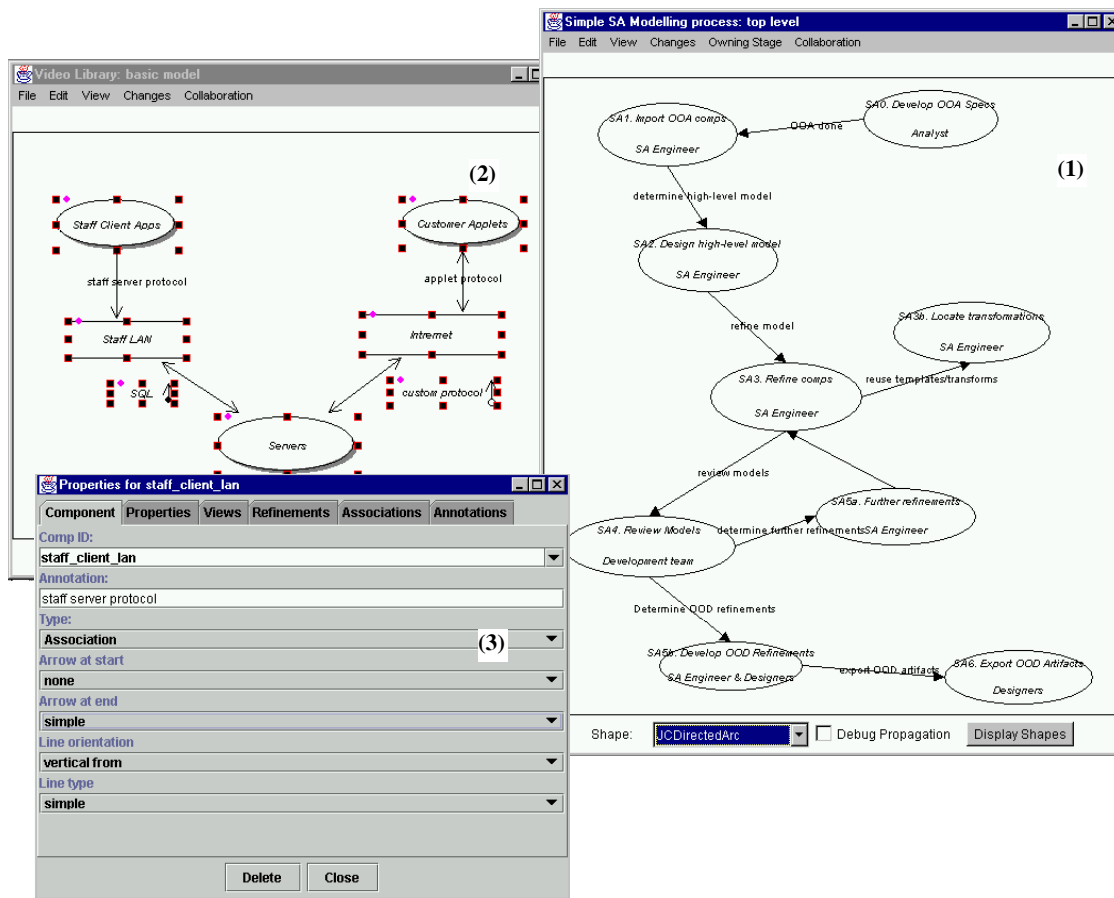 Simple SA Modelling process: top level
File Edit View Changes Owning Stage Collaboration
SA0. Develop OOA Specs
Analyst
OOA done
SA1. Import OOA comps
SA Engineer
(1)
determine high-level model
SA2. Design high-level model
SA Engineer
refine model
SA3b. Locate transformations
SA Engineer
reuse templates/transforms
SA3. Refine comps
SA Engineer
review models
SA5a. Further refinements
SA Engineer
determine further refinements
SA4. Review Models
Development team
Determine OOD refinements
SA5b. Develop OOD Refinements
SA Engineer & Designers
export OOD artifacts
SA6. Export OOD Artifacts
Designers
Shape: JCDirectedArc Debug Propagation Display Shapes
Video Library: basic model
File Edit View Changes Collaboration
(2)
Staff Client Apps
Customer Applets
staff server protocol
applet protocol
Staff LAN
Intremet
SQL
custom protocol
Servers
Properties for staff_client_lan
Component Properties Views Refinements Associations Annotations
Comp ID:
staff_client_lan
Annotation:
staff server protocol
Type:
Association
(3)
Arrow at start
none
Arrow at end
simple
Line orientation
vertical from
Line type
simple
Delete Close